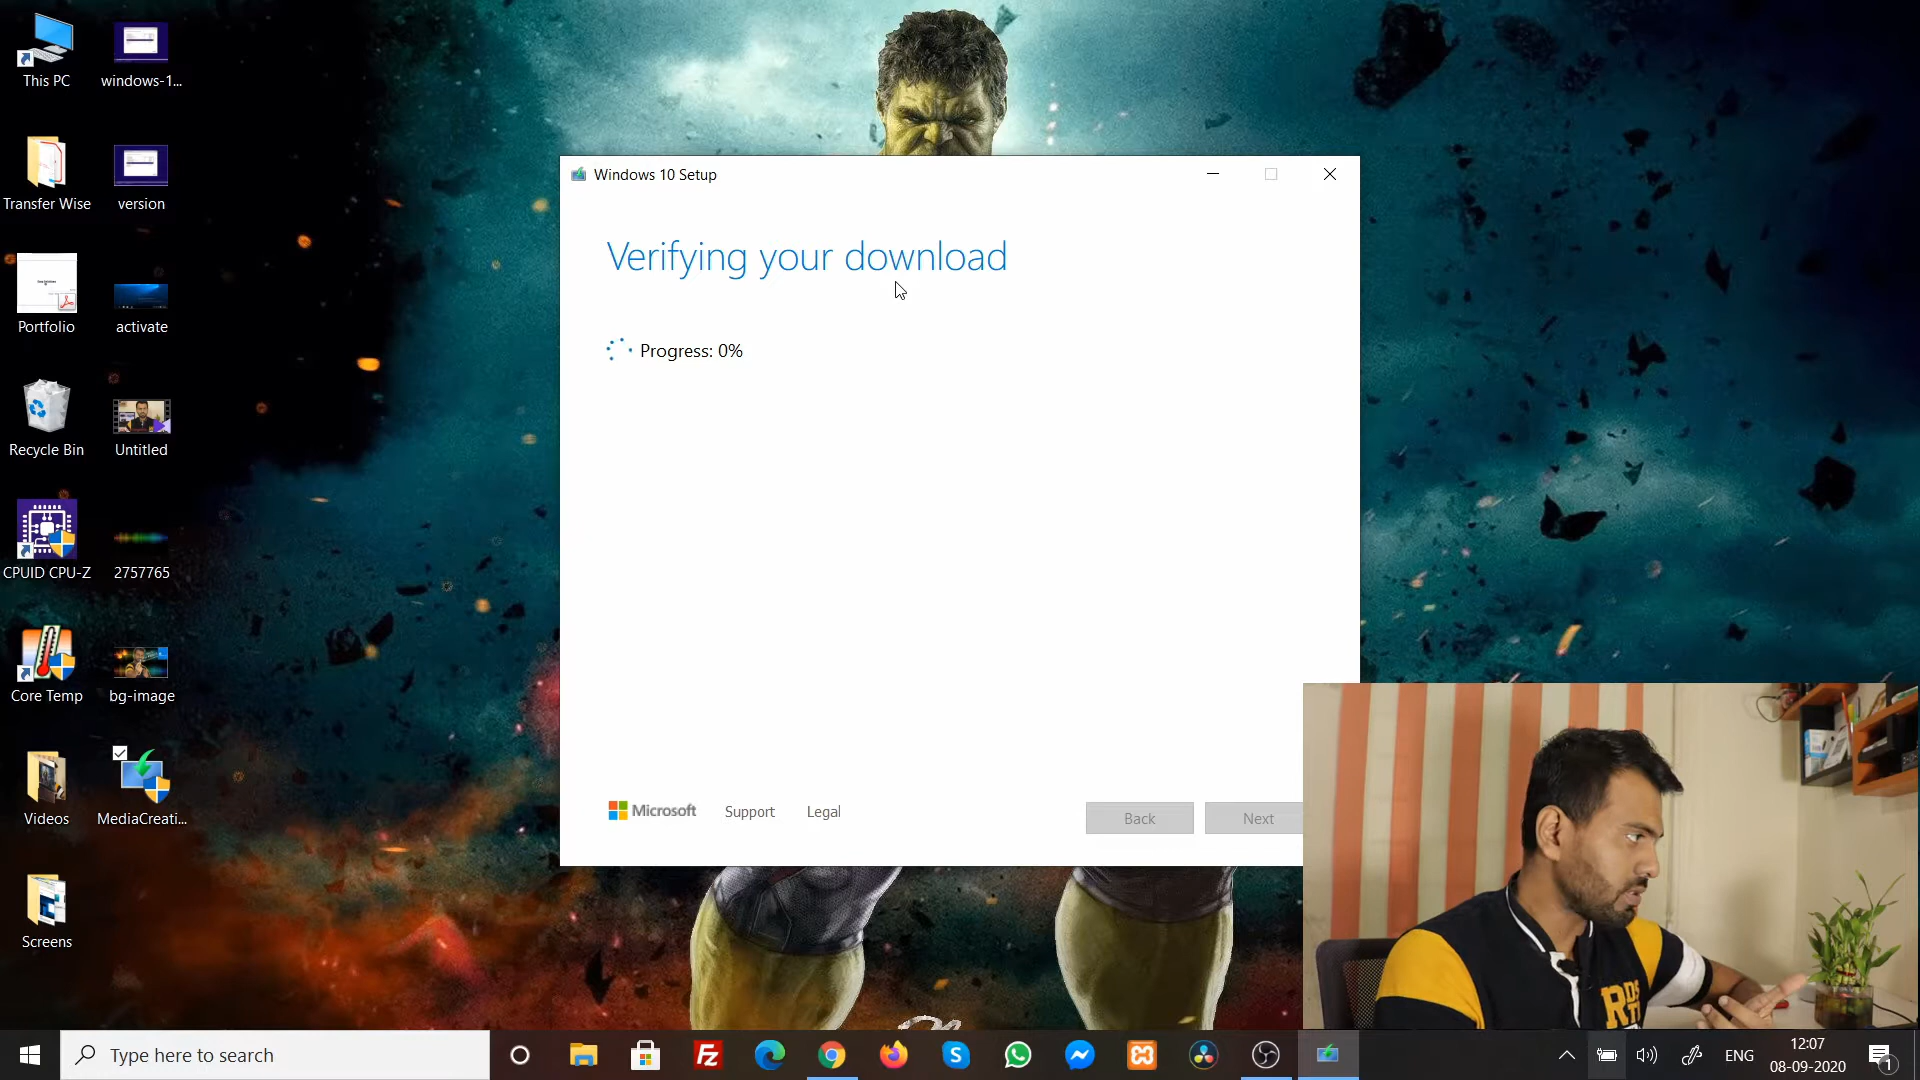 This PC
windows-1...
Transfer Wise
version
Portfolio
activate
Recycle Bin
Untitled
CPUID CPU-Z
2757765
Core Temp
bg-image
Videos
MediaCreati...
Screens
Windows 10 Setup
Verifying your download
Progress: 0%
Microsoft
Support
Legal
Back
Next
Type here to search
ENG
12:07
08-09-2020
1